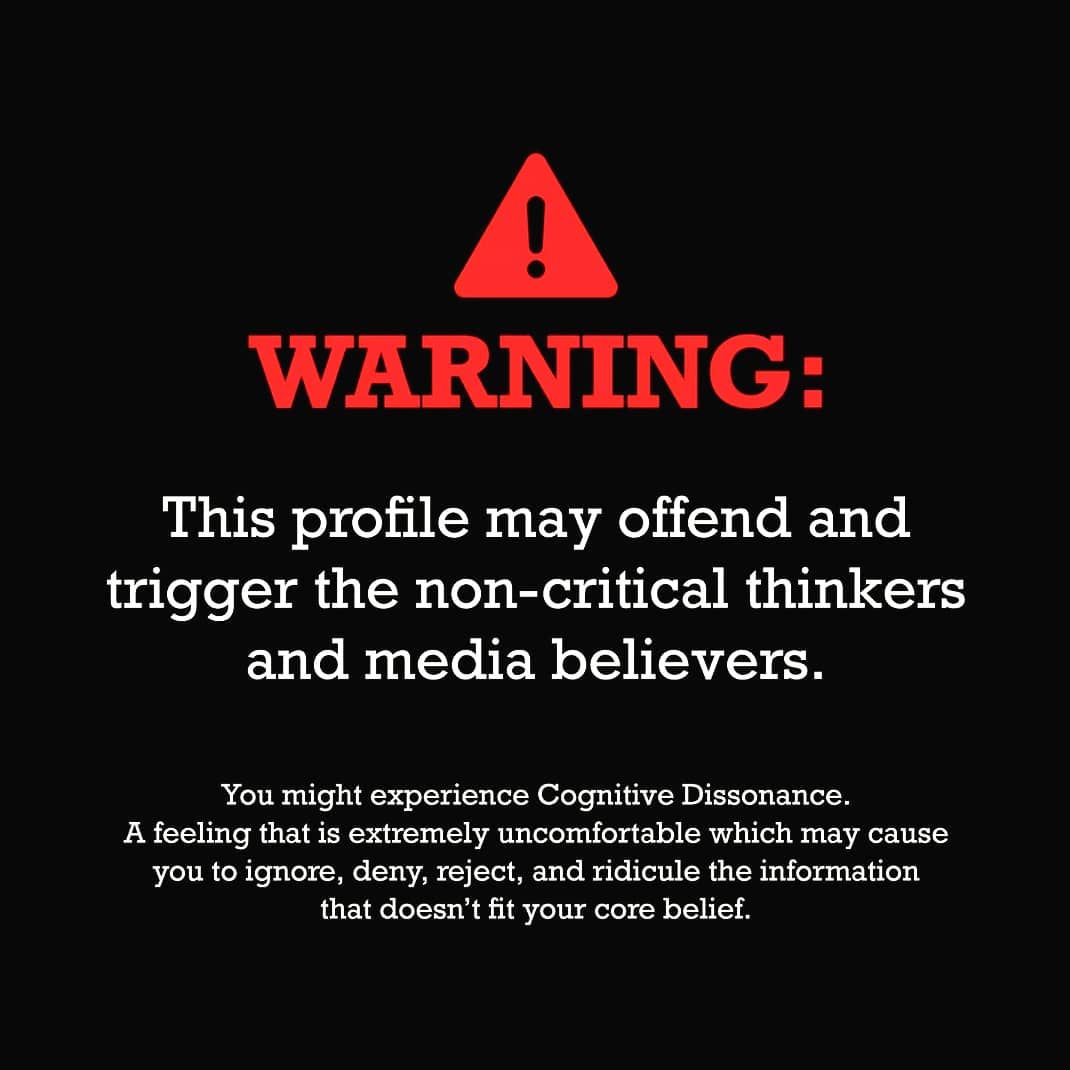 WARNING:
This profile may offend and
trigger the non-critical thinkers
and media believers.
You might experience Cognitive Dissonance.
A feeling that is extremely uncomfortable which may cause
you to ignore, deny, reject, and ridicule the information
that doesn't fit your core belief.